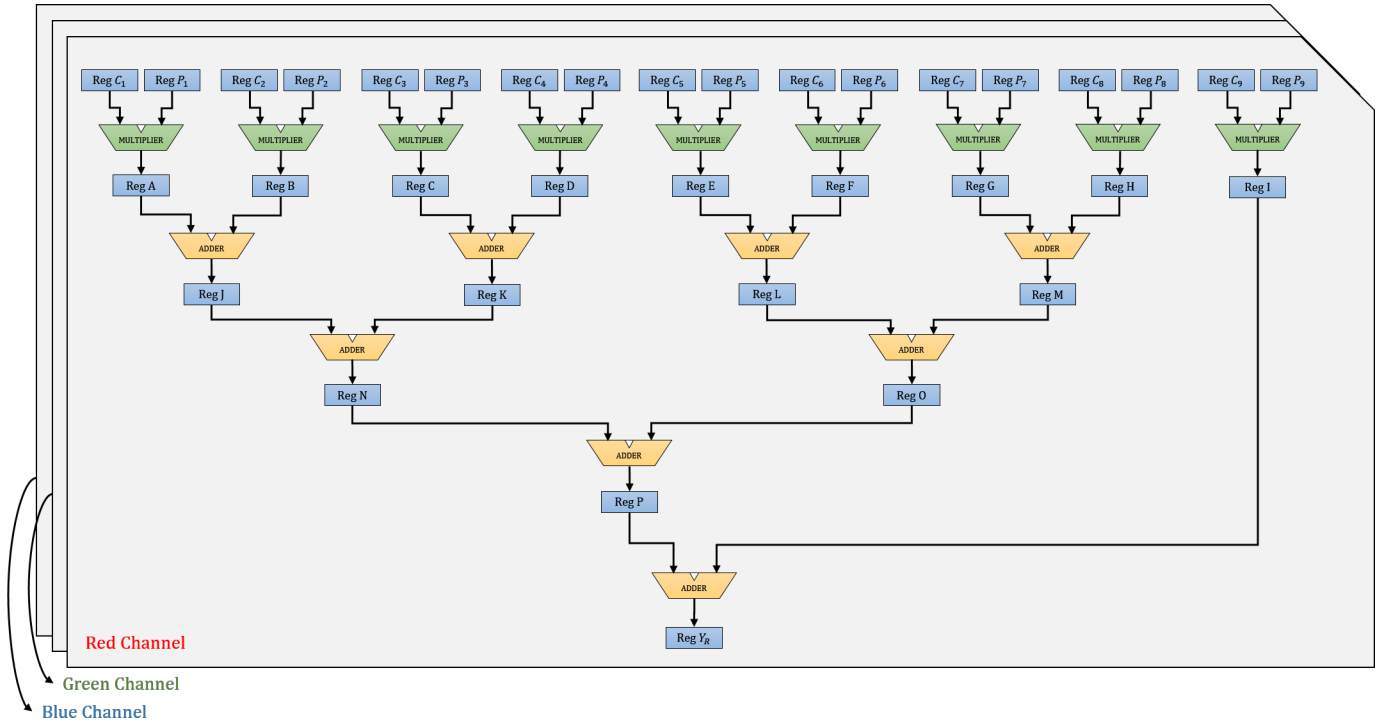 Reg C₁ Reg P₁ Reg C₂ Reg P₂ Reg C₃ Reg P₃ Reg C₄ Reg P₄ Reg C₅ Reg P₅ Reg C₆ Reg P₆ Reg C₇ Reg P₇ Reg C₈ Reg P₈ Reg C₉ Reg P₉
MULTIPLIER MULTIPLIER MULTIPLIER MULTIPLIER MULTIPLIER MULTIPLIER MULTIPLIER MULTIPLIER MULTIPLIER
Reg A Reg B Reg C Reg D Reg E Reg F Reg G Reg H Reg I
ADDER ADDER ADDER ADDER
Reg J Reg K Reg L Reg M
ADDER ADDER
Reg N Reg O
ADDER
Reg P
ADDER
Reg Y_R
Red Channel
Green Channel
Blue Channel